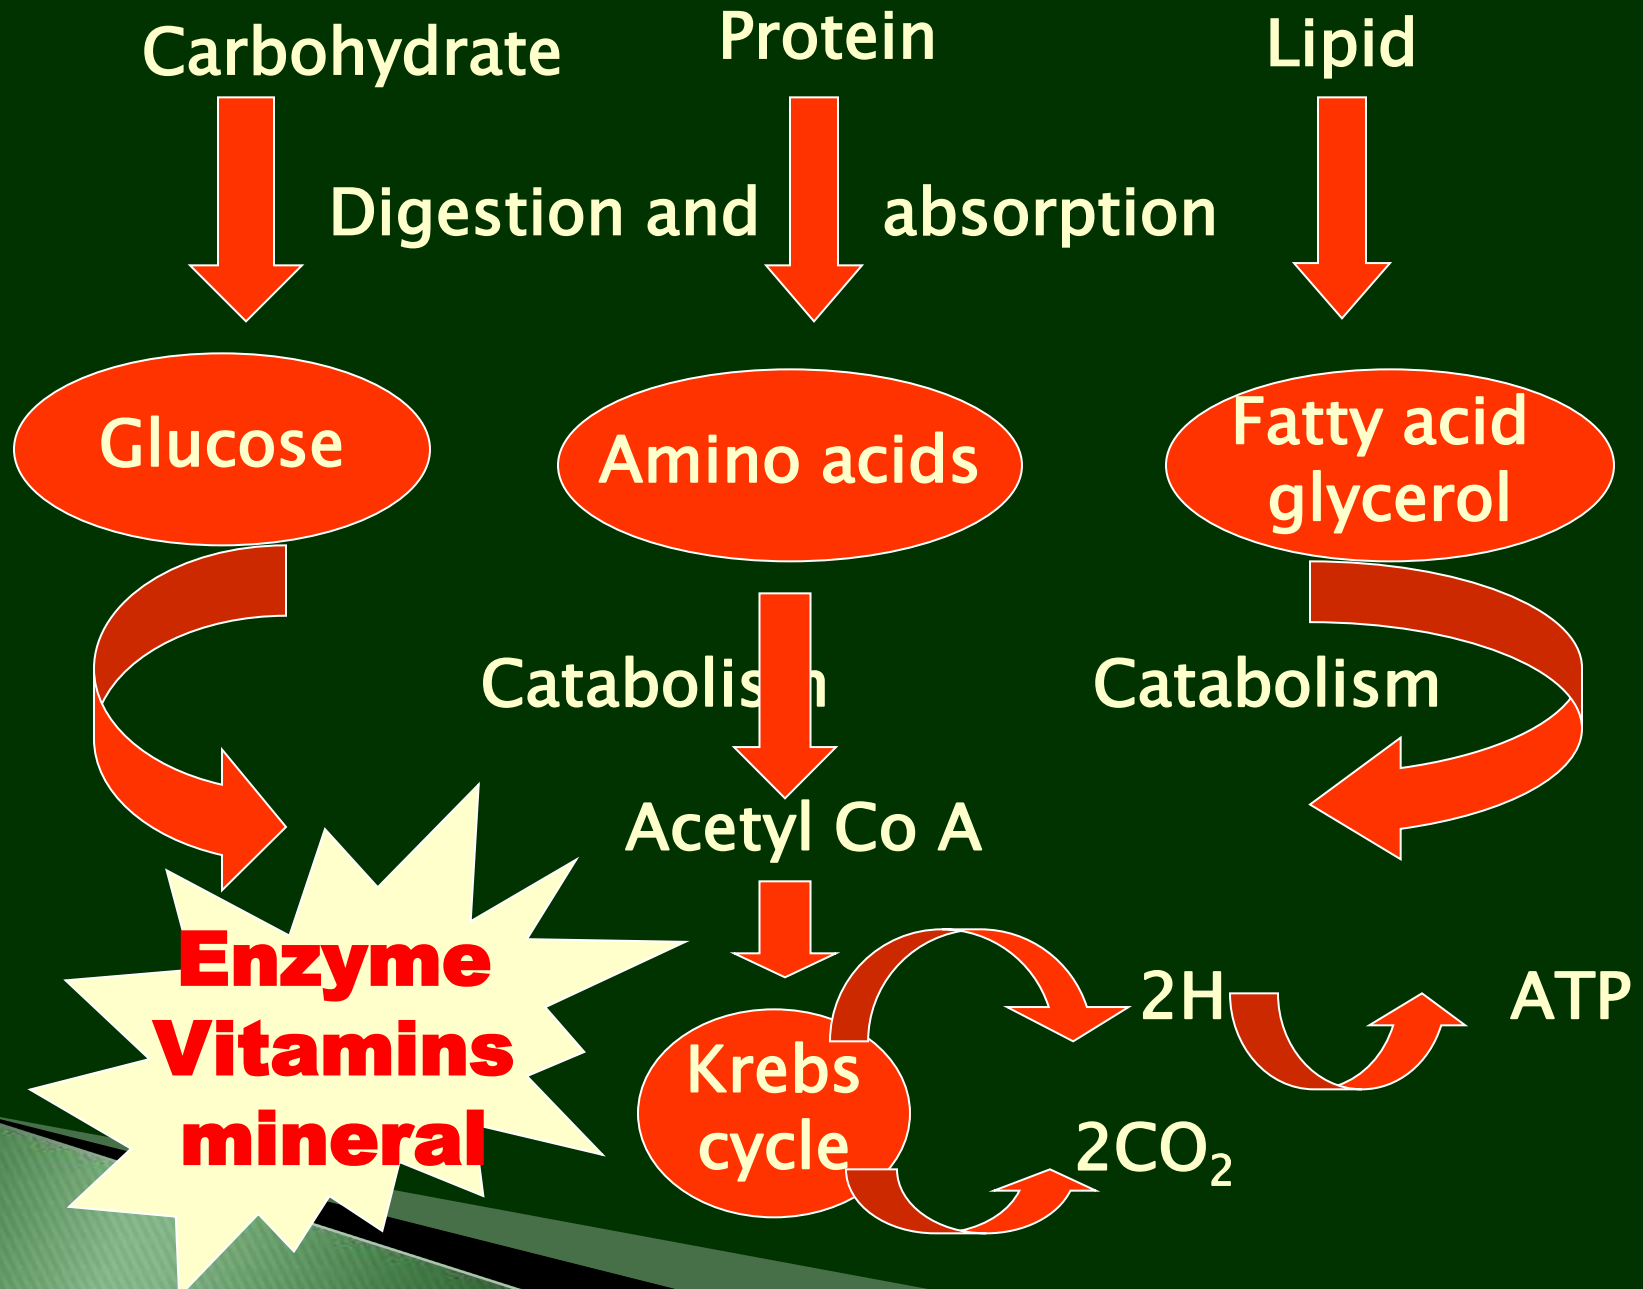 Carbohydrate
Protein
Lipid
Digestion and absorption
Glucose
Amino acids
Fatty acid
glycerol
Catabolism
Catabolism
Acetyl Co A
Enzyme
Vitamins
mineral
Krebs
cycle
2H
ATP
2CO₂